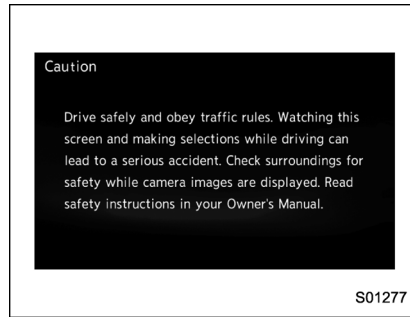 Caution
Drive safely and obey traffic rules. Watching this
screen and making selections while driving can
lead to a serious accident. Check surroundings for
safety while camera images are displayed. Read
safety instructions in your Owner's Manual.
S01277